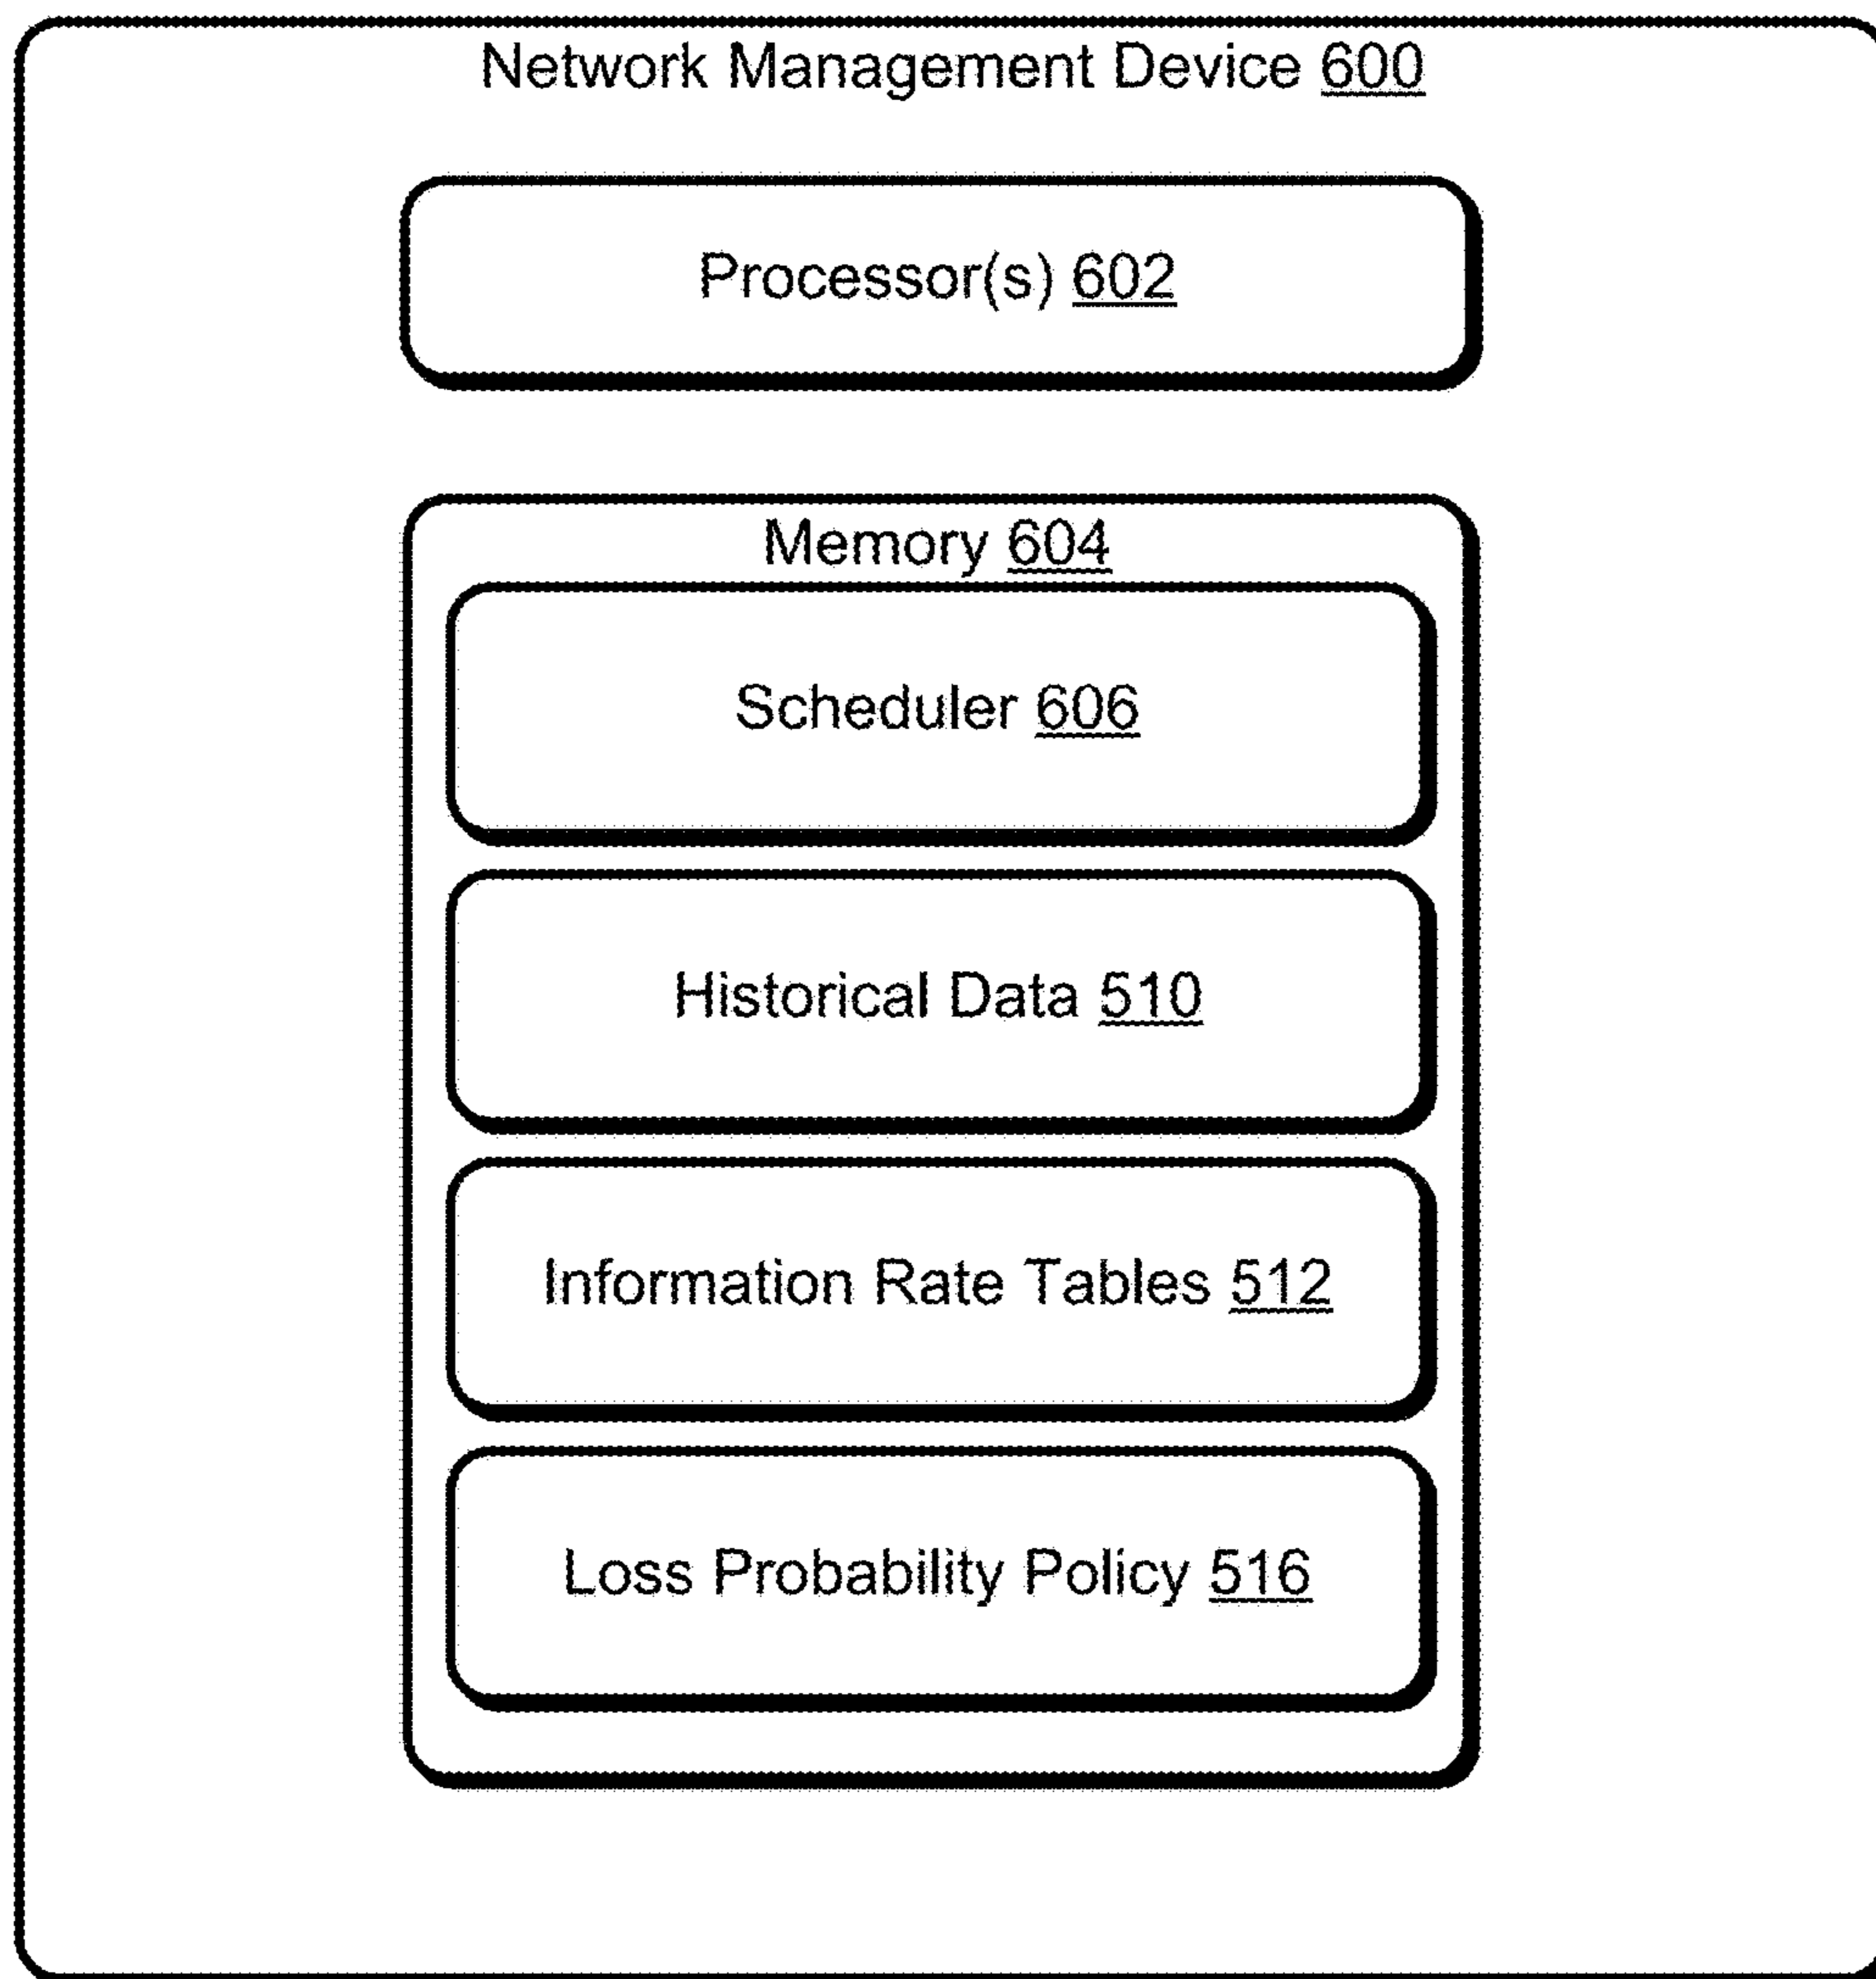 Network Management Device 600
Processor(s) 602
Memory 604
Scheduler 606
Historical Data 510
Information Rate Tables 512
Loss Probability Policy 516